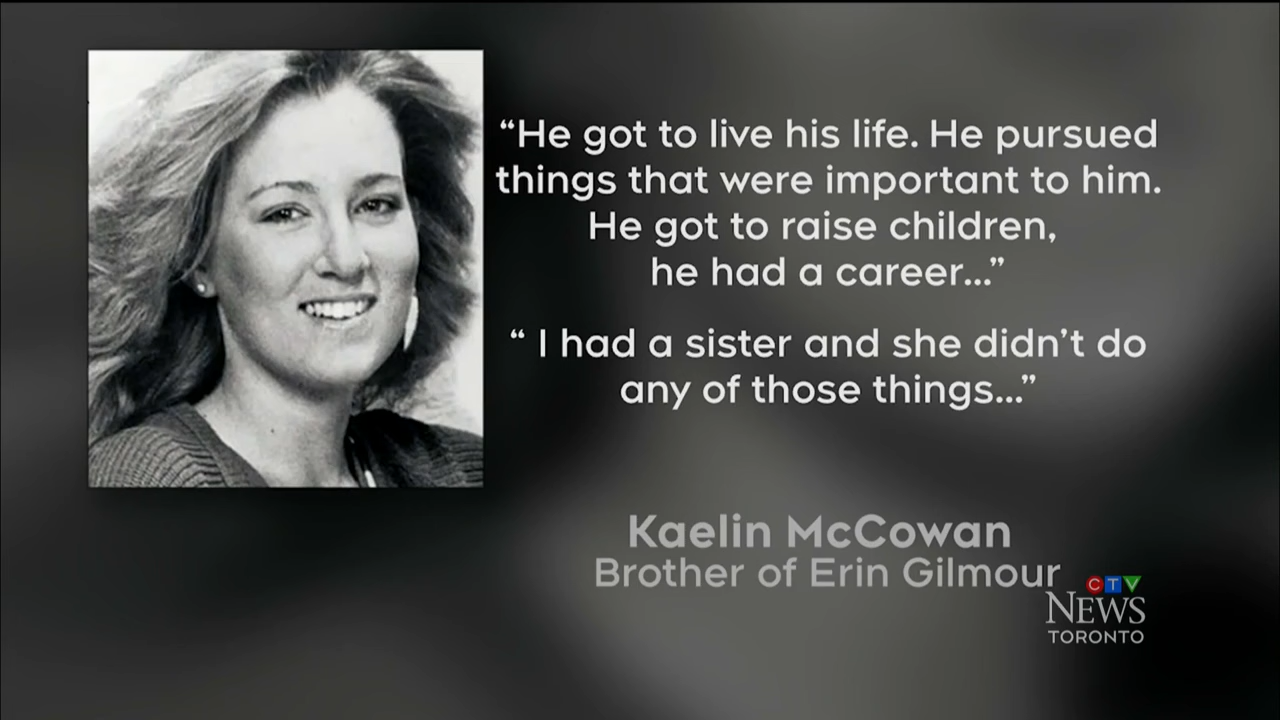 “He got to live his life. He pursued
things that were important to him.
He got to raise children,
he had a career...”
“ I had a sister and she didn’t do
any of those things...”
Kaelin McCowan
Brother of Erin Gilmour
CTV
NEWS
TORONTO